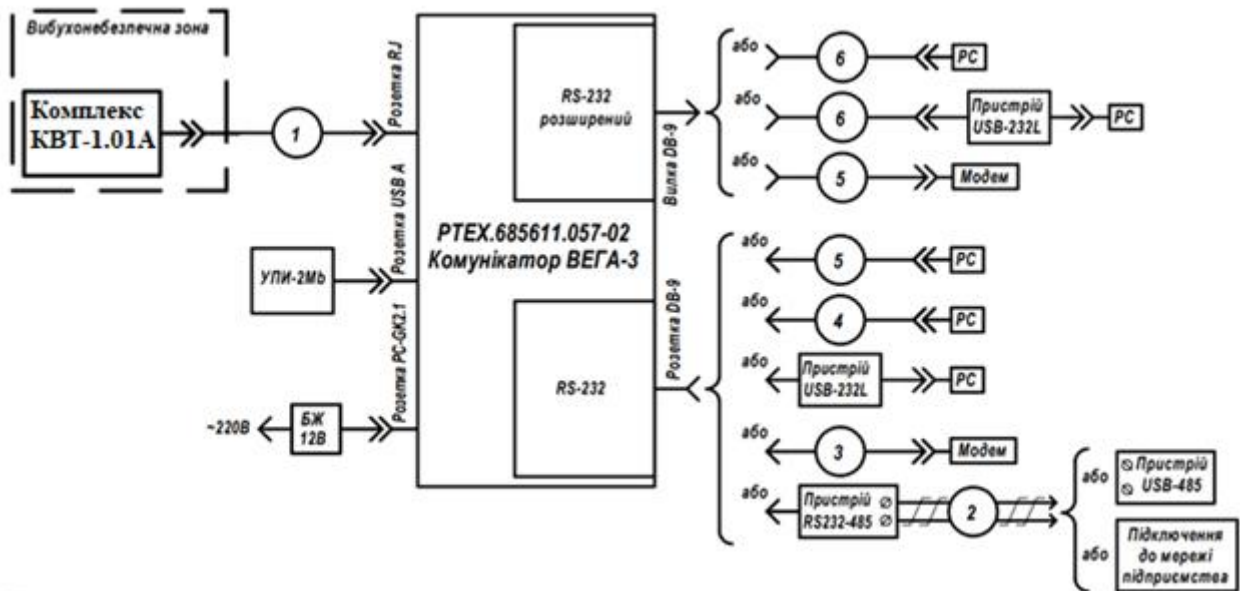 Вибухонебезпечна зона
Комплекс
КВТ-1.01А
1
Розетка RJ
УПИ-2Mb
Розетка USB A
~220В
БЖ
12В
Розетка PC-GK2.1
РТЕХ.685611.057-02
Комунікатор ВЕГА-3
RS-232
розширений
Вилка DB-9
або
6
PC
або
6
Пристрій
USB-232L
PC
або
5
Модем
RS-232
Розетка DB-9
або
5
PC
або
4
PC
або
Пристрій
USB-232L
PC
або
3
Модем
або
Пристрій
RS232-485
2
або
Пристрій
USB-485
або
Підключення
до мережі
підприємства